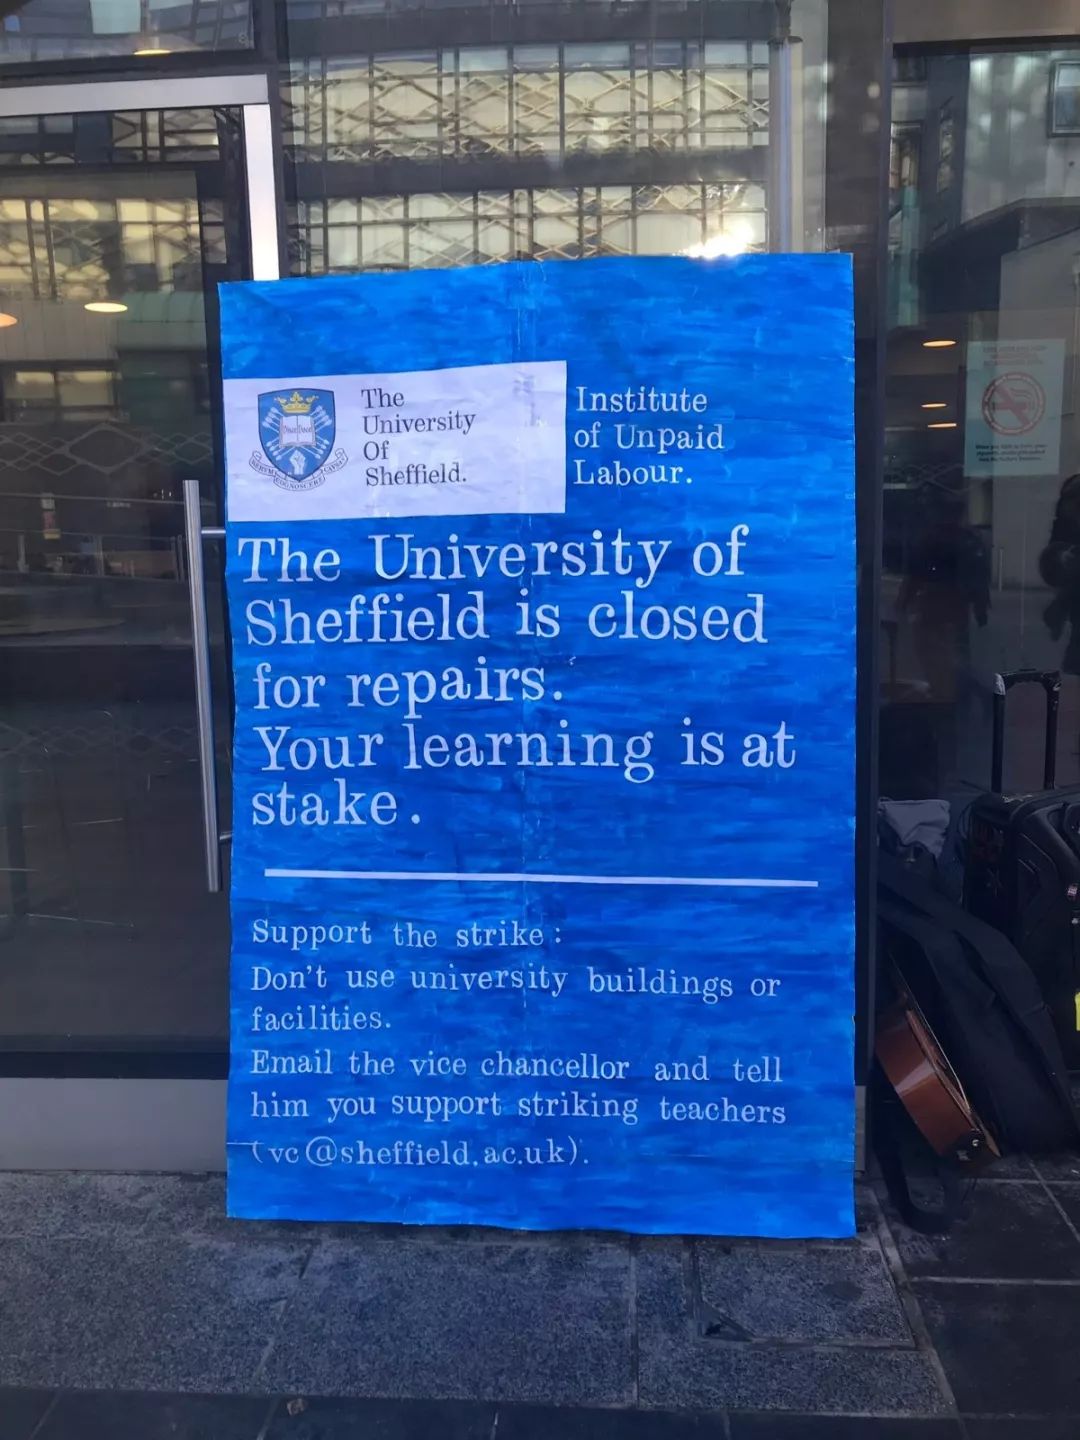 The
University
Of
Sheffield.
Institute
of Unpaid
Labour.
The University of
Sheffield is closed
for repairs.
Your learning is at
stake.
Support the strike:
Don't use university buildings or
facilities.
Email the vice chancellor and tell
him you support striking teachers
(vc@sheffield.ac.uk).